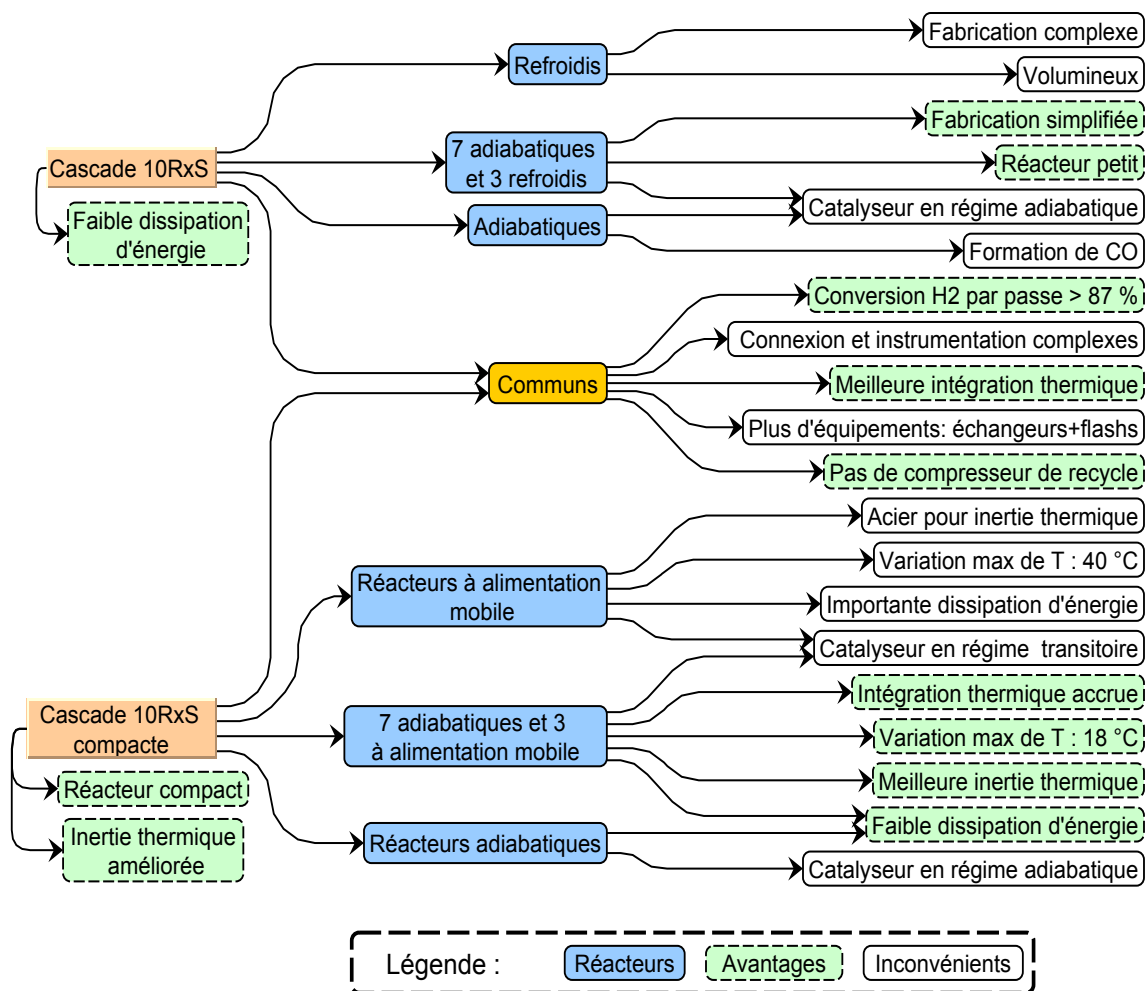 Fabrication complexe
Refroidis
Volumineux
Fabrication simplifiée
7 adiabatiques
et 3 refroidis
Cascade 10RxS
Réacteur petit
Catalyseur en régime adiabatique
Faible dissipation
d'énergie
Adiabatiques
Formation de CO
Conversion H2 par passe > 87 %
Connexion et instrumentation complexes
Communs
Meilleure intégration thermique
Plus d'équipements: échangeurs+flashs
Pas de compresseur de recycle
Acier pour inertie thermique
Variation max de T : 40 °C
Réacteurs à alimentation
mobile
Importante dissipation d'énergie
Catalyseur en régime  transitoire
Intégration thermique accrue
Cascade 10RxS
compacte
7 adiabatiques et 3
à alimentation mobile
Variation max de T : 18 °C
Meilleure inertie thermique
Réacteur compact
Faible dissipation d'énergie
Inertie thermique
améliorée
Réacteurs adiabatiques
Catalyseur en régime adiabatique
Légende :
Réacteurs
Avantages
Inconvénients